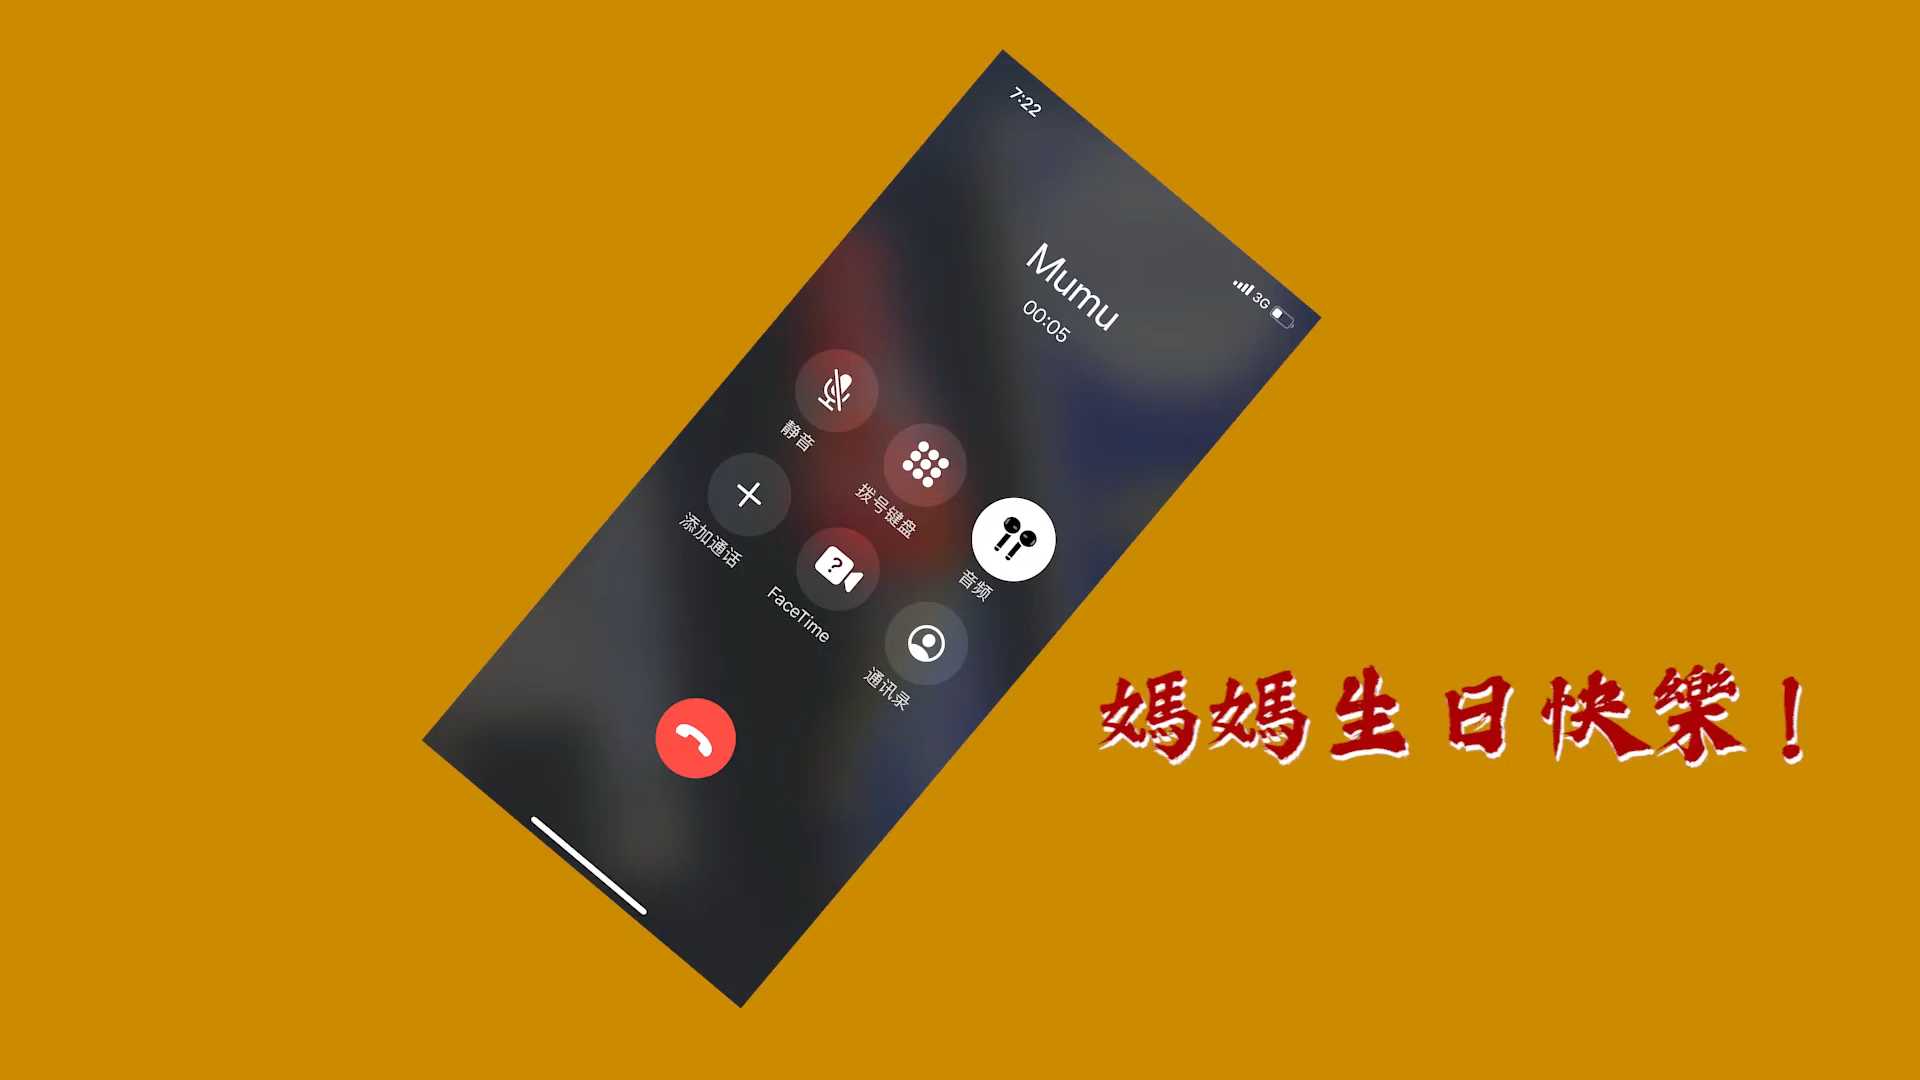 7:22
3G
Mumu
00:05
静音
拨号键盘
音频
添加通话
FaceTime
通讯录
媽媽生日快樂！